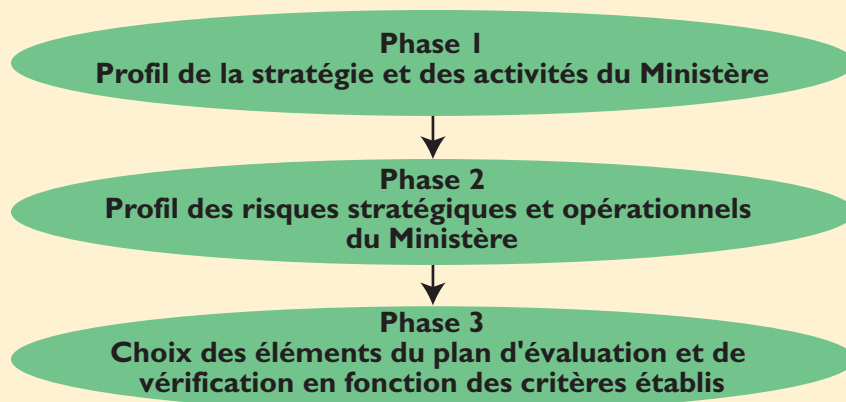 Phase 1
Profil de la stratégie et des activités du Ministère
Phase 2
Profil des risques stratégiques et opérationnels
du Ministère
Phase 3
Choix des éléments du plan d'évaluation et de
vérification en fonction des critères établis